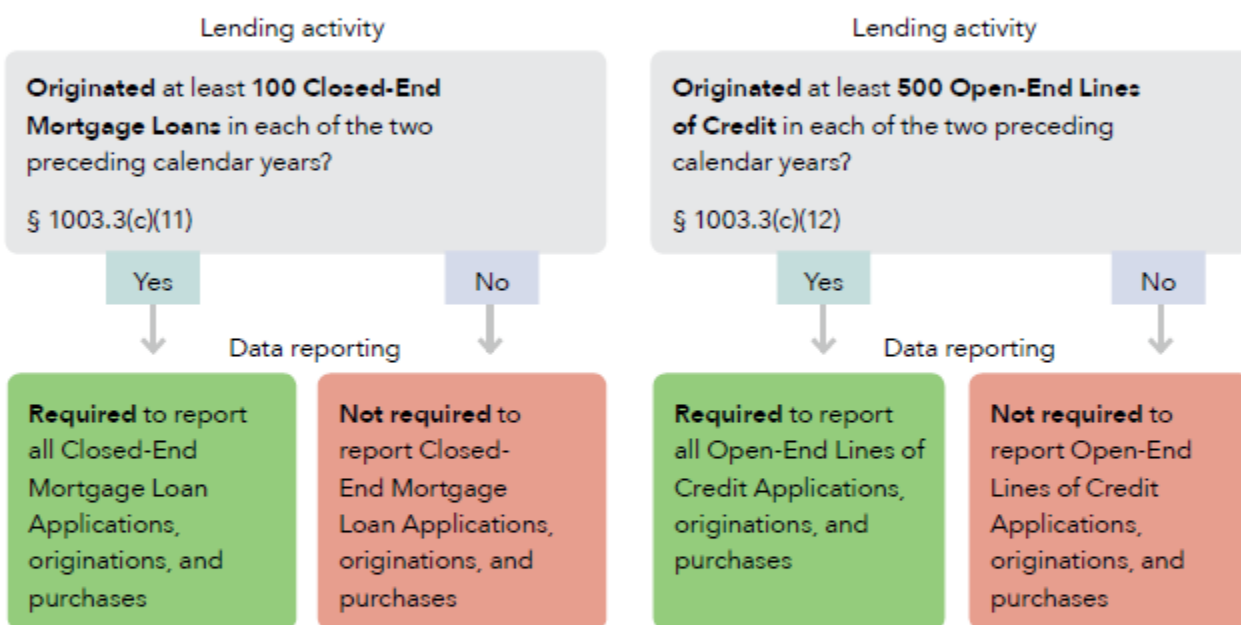 Lending activity
Originated at least 100 Closed-End
Mortgage Loans in each of the two
preceding calendar years?
§ 1003.3(c)(11)
Yes
No
Data reporting
Required to report
all Closed-End
Mortgage Loan
Applications,
originations, and
purchases
Not required to
report Closed-
End Mortgage
Loan Applications,
originations, and
purchases
Lending activity
Originated at least 500 Open-End Lines
of Credit in each of the two preceding
calendar years?
§ 1003.3(c)(12)
Yes
No
Data reporting
Required to report
all Open-End Lines of
Credit Applications,
originations, and
purchases
Not required to
report Open-End
Lines of Credit
Applications,
originations, and
purchases